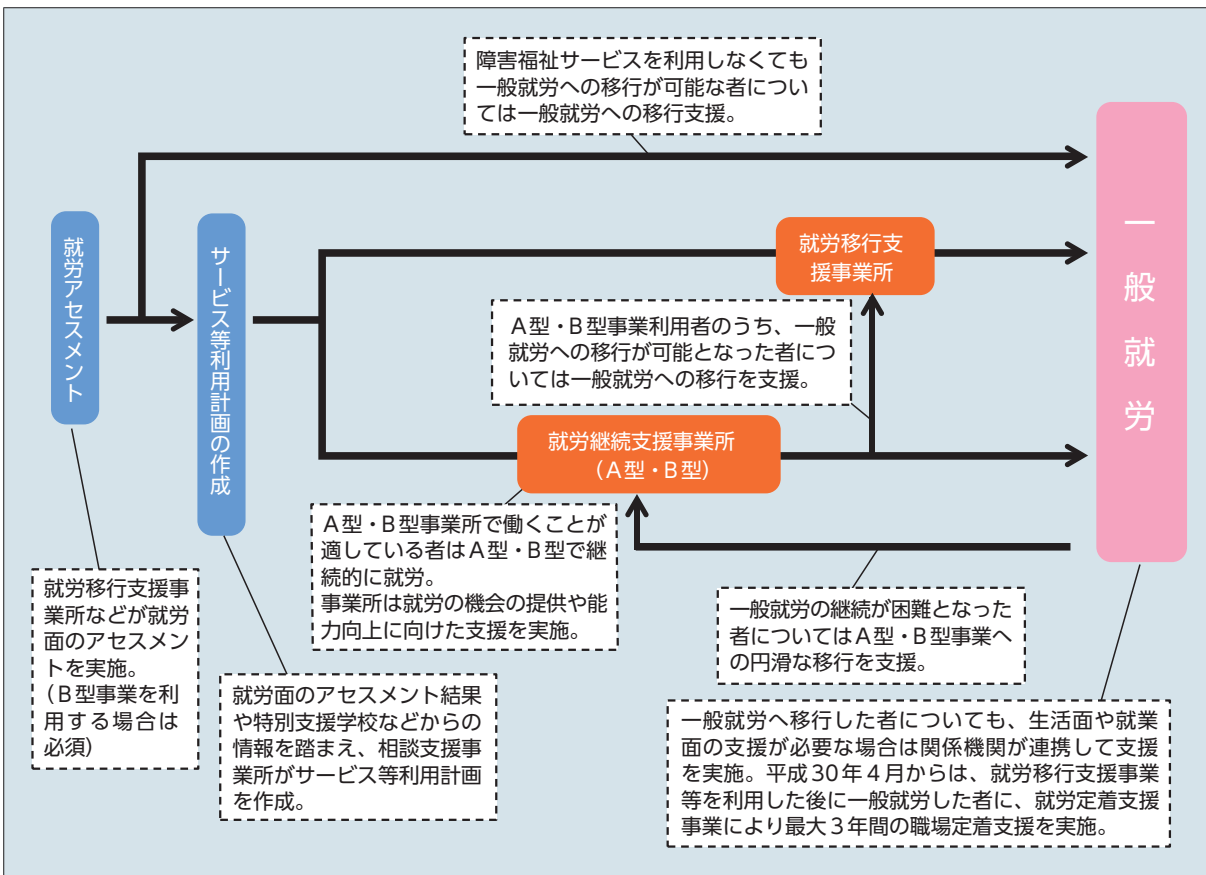 障害福祉サービスを利用しなくても
一般就労への移行が可能な者につい
ては一般就労への移行支援。
就労アセスメント
サービス等利用計画の作成
就労移行支
援事業所
一般就労
A型・B型事業利用者のうち、一般
就労への移行が可能となった者につ
いては一般就労への移行を支援。
就労継続支援事業所
（A型・B型）
A型・B型事業所で働くことが
適している者はA型・B型で継
続的に就労。
事業所は就労の機会の提供や能
力向上に向けた支援を実施。
一般就労の継続が困難となった
者についてはA型・B型事業へ
の円滑な移行を支援。
就労移行支援事
業所などが就労
面のアセスメン
トを実施。
（B型事業を利
用する場合は
必須）
就労面のアセスメント結果
や特別支援学校などからの
情報を踏まえ、相談支援事
業所がサービス等利用計画
を作成。
一般就労へ移行した者についても、生活面や就業
面の支援が必要な場合は関係機関が連携して支援
を実施。平成30年4月からは、就労移行支援事業
等を利用した後に一般就労した者に、就労定着支援
事業により最大3年間の職場定着支援を実施。